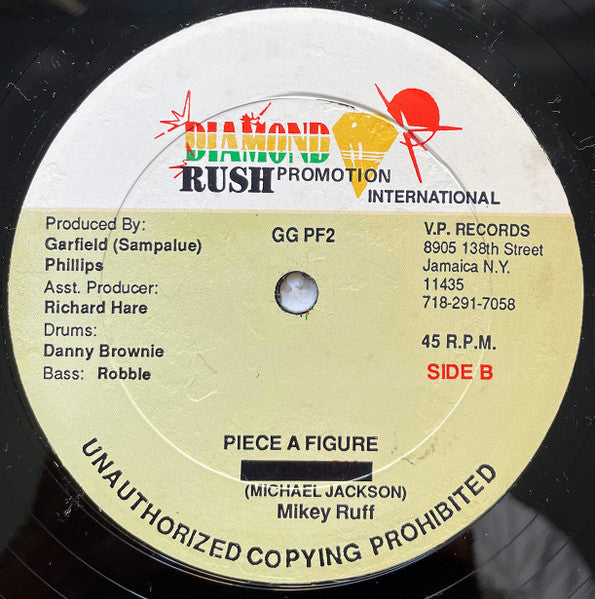 DIAMOND
RUSH PROMOTION
INTERNATIONAL
Produced By:
Garfield (Sampalue)
Phillips
Asst. Producer:
Richard Hare
Drums:
Danny Brownie
Bass: Robble
GG PF2
V.P. RECORDS
8905 138th Street
Jamaica N.Y.
11435
718-291-7058
45 R.P.M.
SIDE B
PIECE A FIGURE
(MICHAEL JACKSON)
Mikey Ruff
UNAUTHORIZED COPYING PROHIBITED